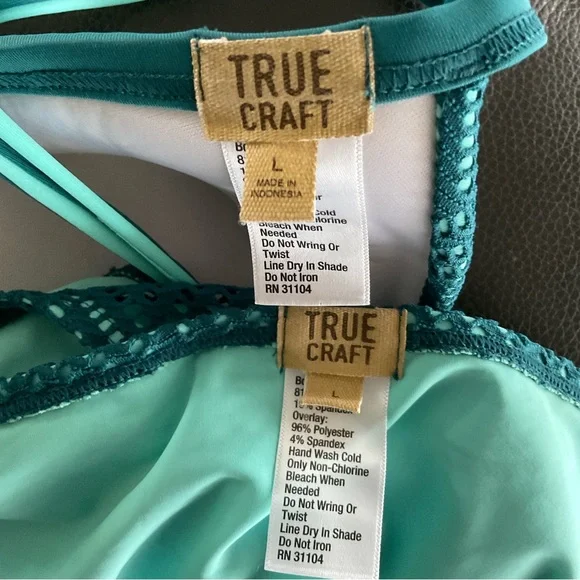 TRUE
CRAFT
L
MADE IN
INDONESIA
Cold
Bleach When
Needed
Do Not Wring Or
Twist
Line Dry In Shade
Do Not Iron
RN 31104
TRUE
CRAFT
L
Spandex
Overlay:
96% Polyester
4% Spandex
Hand Wash Cold
Only Non-Chlorine
Bleach When
Needed
Do Not Wring Or
Twist
Line Dry In Shade
Do Not Iron
RN 31104